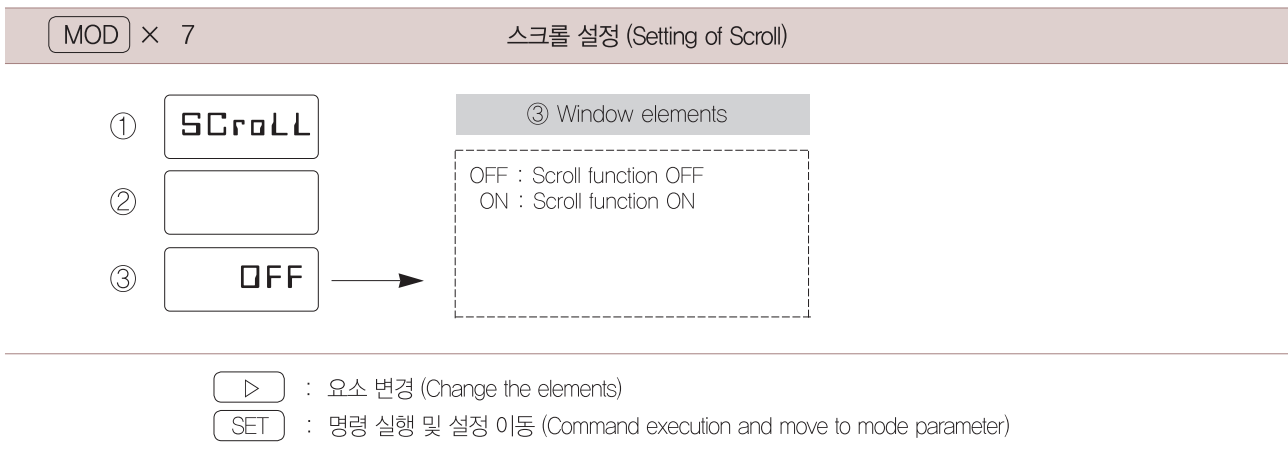 MOD × 7 스크롤 설정 (Setting of Scroll)
① SCroLL
②
③ OFF
③ Window elements
OFF : Scroll function OFF
ON : Scroll function ON
▷ : 요소 변경 (Change the elements)
SET : 명령 실행 및 설정 이동 (Command execution and move to mode parameter)